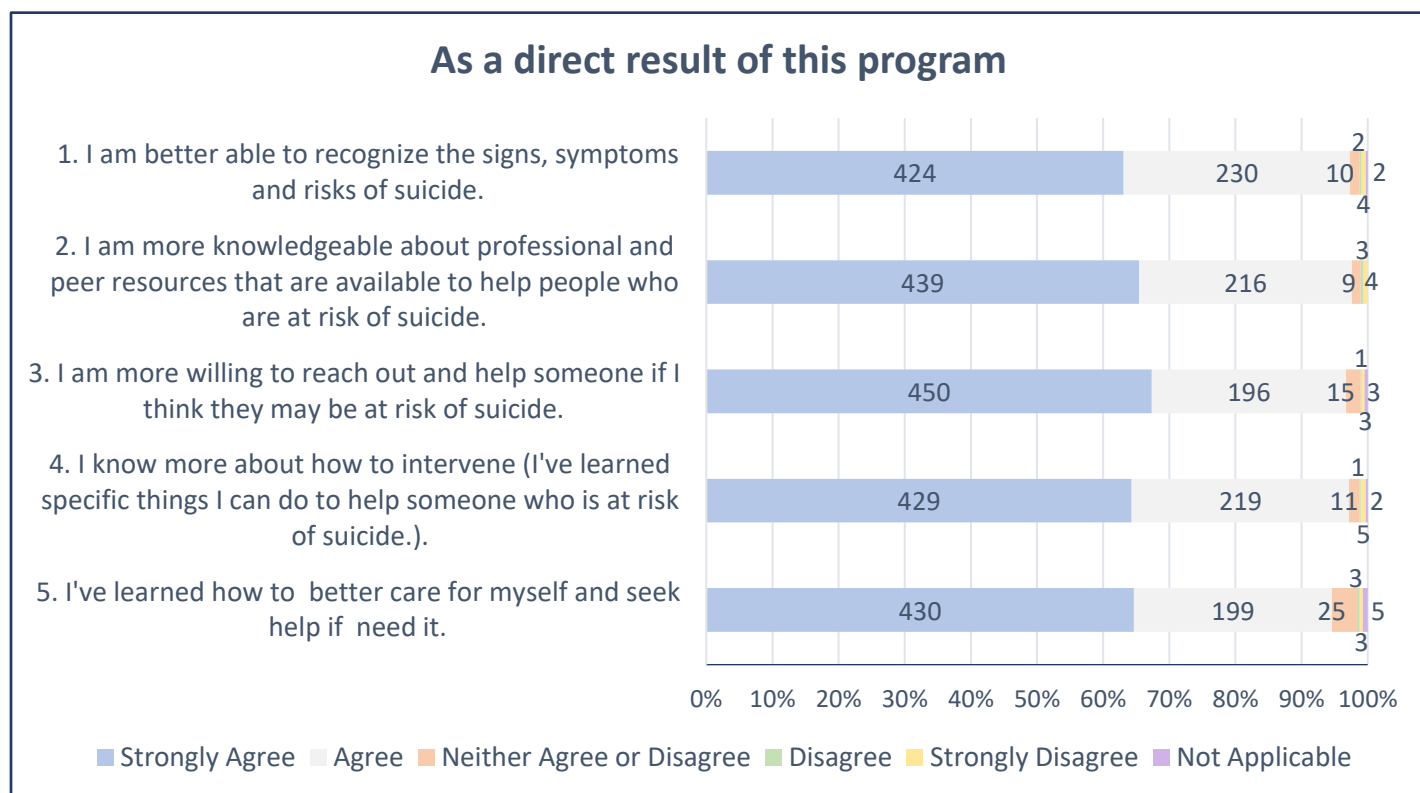 As a direct result of this program
1. I am better able to recognize the signs, symptoms
and risks of suicide.
424 230 10 2 4 2
2. I am more knowledgeable about professional and
peer resources that are available to help people who
are at risk of suicide.
439 216 9 3 4
3. I am more willing to reach out and help someone if I
think they may be at risk of suicide.
450 196 15 1 3 3
4. I know more about how to intervene (I've learned
specific things I can do to help someone who is at risk
of suicide.).
429 219 11 1 5 2
5. I've learned how to  better care for myself and seek
help if  need it.
430 199 25 3 3 5
0% 10% 20% 30% 40% 50% 60% 70% 80% 90% 100%
Strongly Agree Agree Neither Agree or Disagree Disagree Strongly Disagree Not Applicable